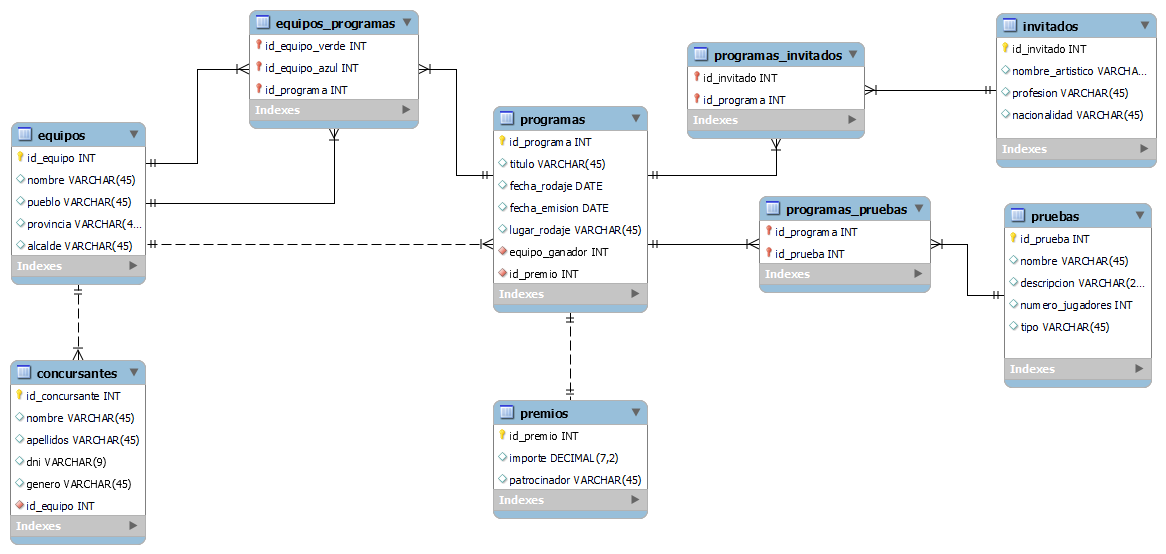 equipos_programas
id_equipo_verde INT
id_equipo_azul INT
id_programa INT
Indexes
equipos
id_equipo INT
nombre VARCHAR(45)
pueblo VARCHAR(45)
provincia VARCHAR(4...
alcalde VARCHAR(45)
Indexes
concursantes
id_concursante INT
nombre VARCHAR(45)
apellidos VARCHAR(45)
dni VARCHAR(9)
genero VARCHAR(45)
id_equipo INT
Indexes
programas
id_programa INT
titulo VARCHAR(45)
fecha_rodaje DATE
fecha_emision DATE
lugar_rodaje VARCHAR(45)
equipo_ganador INT
id_premio INT
Indexes
premios
id_premio INT
importe DECIMAL(7,2)
patrocinador VARCHAR(45)
Indexes
programas_invitados
id_invitado INT
id_programa INT
Indexes
programas_pruebas
id_programa INT
id_prueba INT
Indexes
invitados
id_invitado INT
nombre_artistico VARCHA...
profesion VARCHAR(45)
nacionalidad VARCHAR(45)
Indexes
pruebas
id_prueba INT
nombre VARCHAR(45)
descripcion VARCHAR(2...
numero_jugadores INT
tipo VARCHAR(45)
Indexes